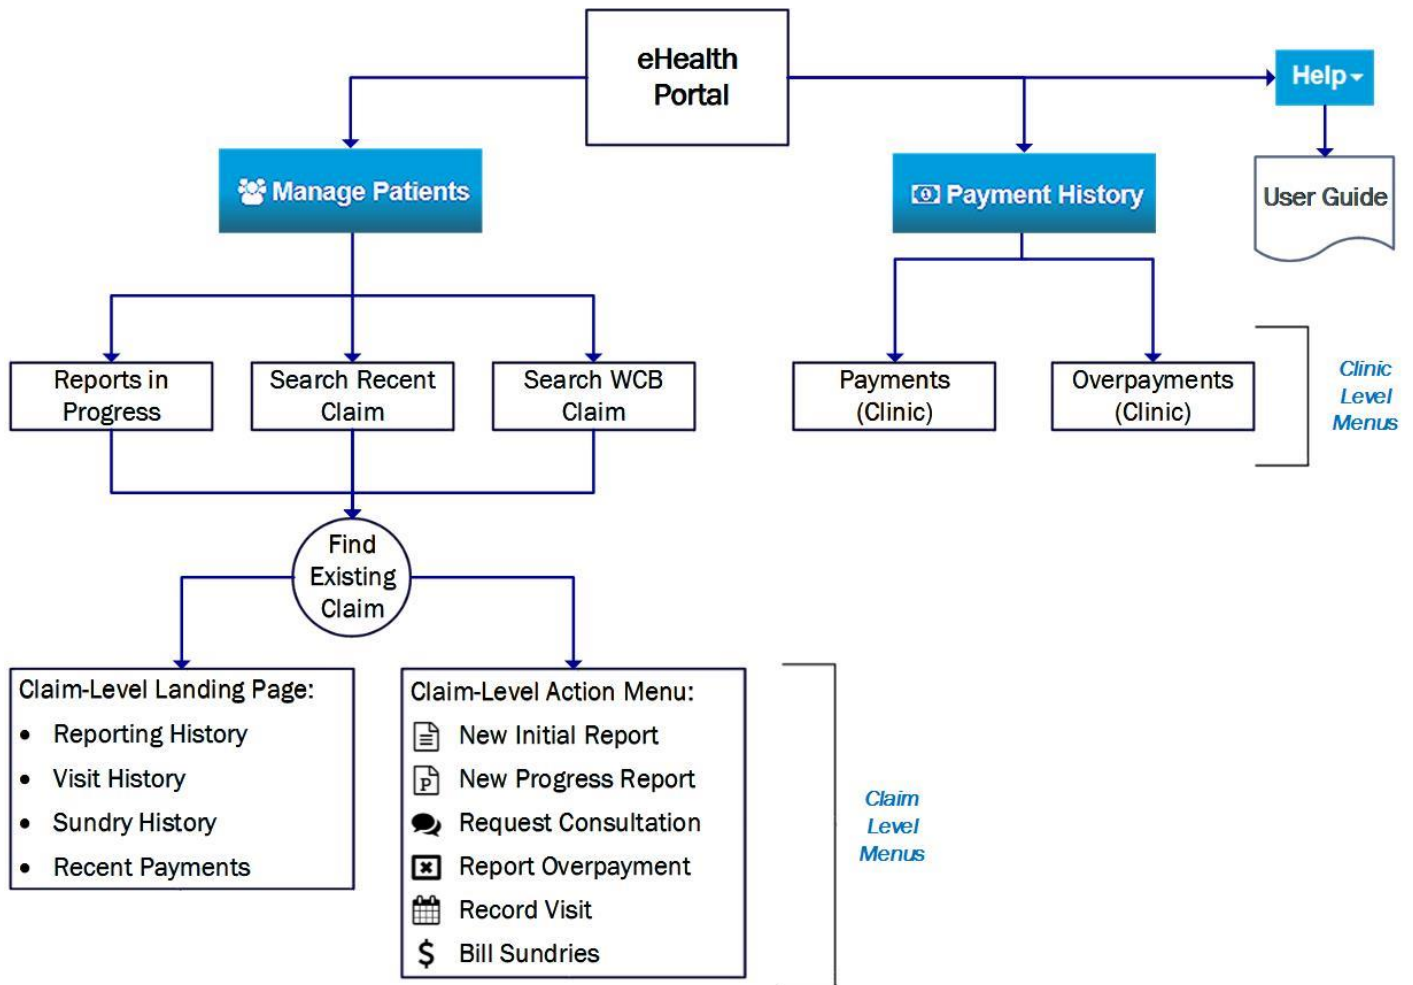 eHealth
Portal
Help
Manage Patients
Payment History
User Guide
Reports in
Progress
Search Recent
Claim
Search WCB
Claim
Payments
(Clinic)
Overpayments
(Clinic)
Clinic
Level
Menus
Find
Existing
Claim
Claim-Level Landing Page:
• Reporting History
• Visit History
• Sundry History
• Recent Payments
Claim-Level Action Menu:
New Initial Report
P New Progress Report
Request Consultation
Report Overpayment
Record Visit
$ Bill Sundries
Claim
Level
Menus